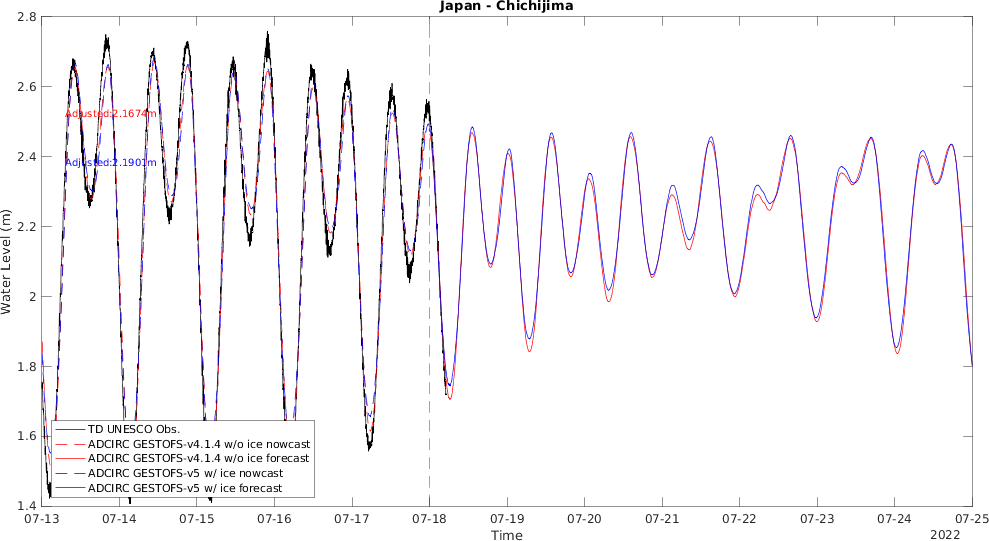 Japan - Chichijima
2.8
2.6
2.4
2.2
2
1.8
1.6
1.4
Water Level (m)
Adjusted:2.1674m
Adjusted:2.1901m
TD UNESCO Obs.
ADCIRC GESTOFS-v4.1.4 w/o ice nowcast
ADCIRC GESTOFS-v4.1.4 w/o ice forecast
ADCIRC GESTOFS-v5 w/ ice nowcast
ADCIRC GESTOFS-v5 w/ ice forecast
07-13 07-14 07-15 07-16 07-17 07-18 07-19 07-20 07-21 07-22 07-23 07-24 07-25
Time
2022